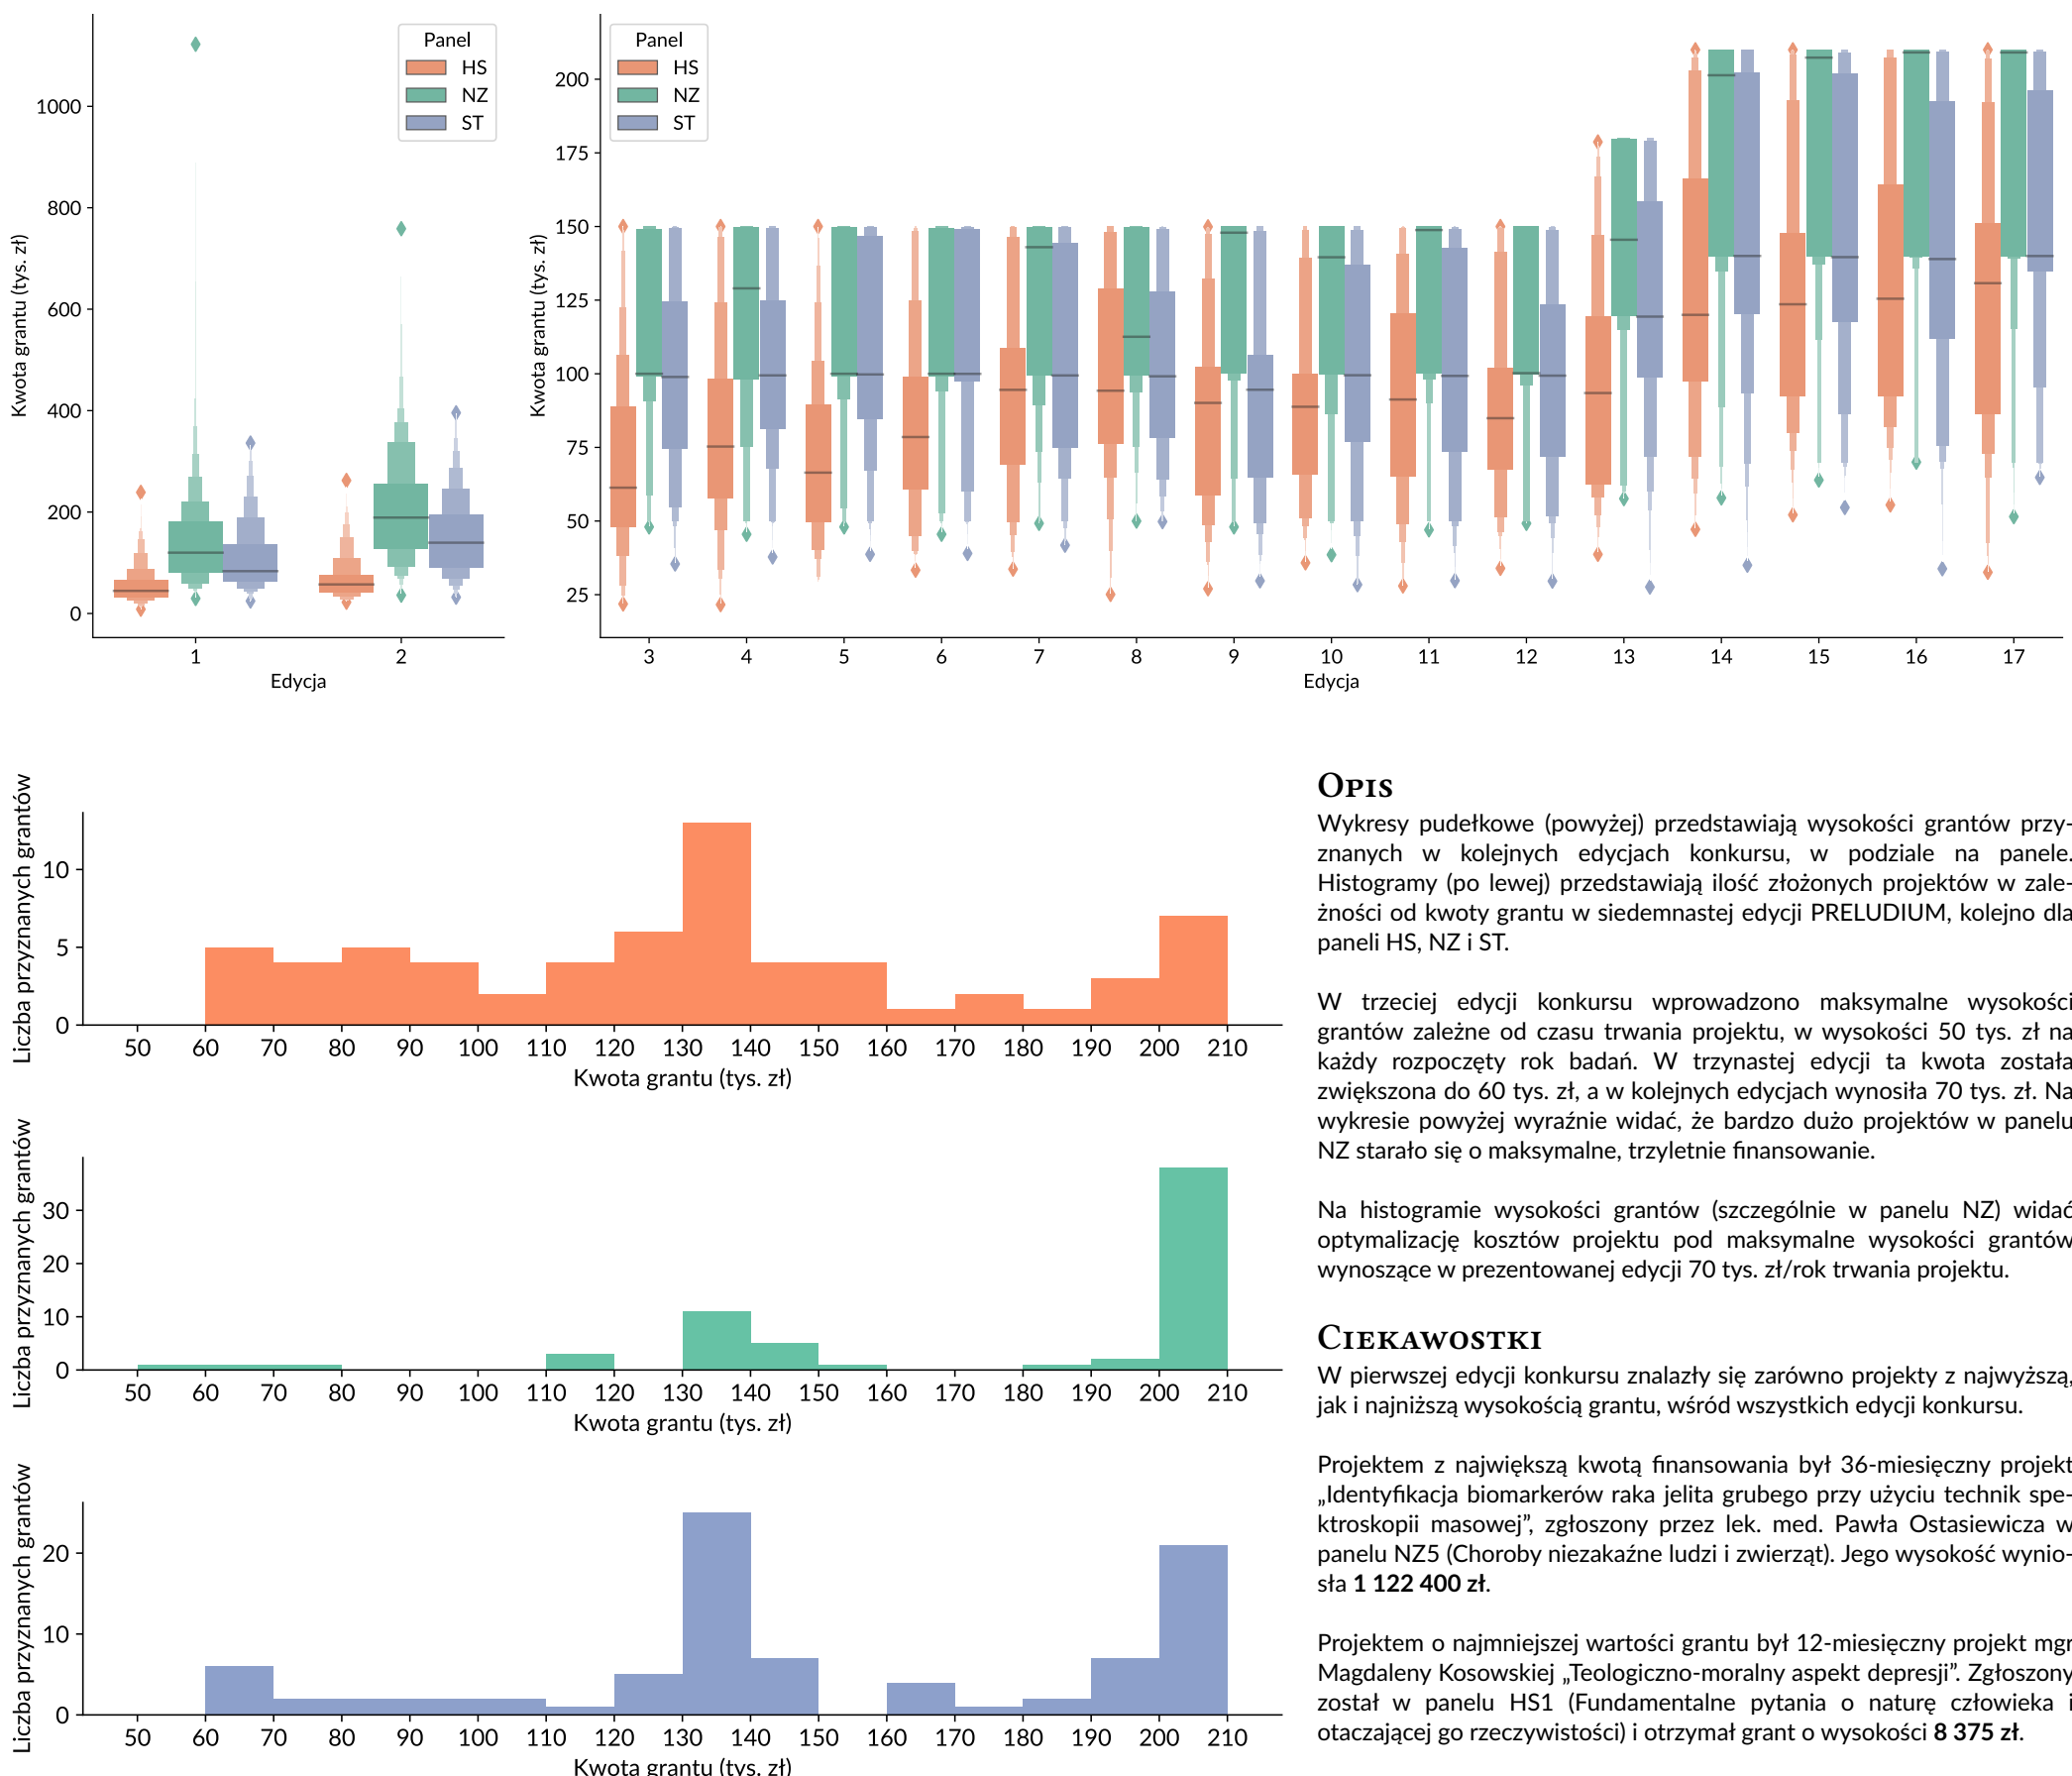 Kwota grantu (tys. zł)
1000
800
600
400
200
0
Panel
HS
NZ
ST
1
2
Edycja
Kwota grantu (tys. zł)
200
175
150
125
100
75
50
25
Panel
HS
NZ
ST
3 4 5 6 7 8 9 10 11 12 13 14 15 16 17
Edycja
Liczba przyznanych grantów
10
5
0
50 60 70 80 90 100 110 120 130 140 150 160 170 180 190 200 210
Kwota grantu (tys. zł)
Liczba przyznanych grantów
30
20
10
0
50 60 70 80 90 100 110 120 130 140 150 160 170 180 190 200 210
Kwota grantu (tys. zł)
Liczba przyznanych grantów
20
10
0
50 60 70 80 90 100 110 120 130 140 150 160 170 180 190 200 210
Kwota grantu (tys. zł)
Opis
Wykresy pudełkowe (powyżej) przedstawiają wysokości grantów przy-
znanych w kolejnych edycjach konkursu, w podziale na panele.
Histogramy (po lewej) przedstawiają ilość złożonych projektów w zale-
żności od kwoty grantu w siedemnastej edycji PRELUDIUM, kolejno dla
paneli HS, NZ i ST.
W trzeciej edycji konkursu wprowadzono maksymalne wysokości
grantów zależne od czasu trwania projektu, w wysokości 50 tys. zł na
każdy rozpoczęty rok badań. W trzynastej edycji ta kwota została
zwiększona do 60 tys. zł, a w kolejnych edycjach wynosiła 70 tys. zł. Na
wykresie powyżej wyraźnie widać, że bardzo dużo projektów w panelu
NZ starało się o maksymalne, trzyletnie finansowanie.
Na histogramie wysokości grantów (szczególnie w panelu NZ) widać
optymalizację kosztów projektu pod maksymalne wysokości grantów
wynoszące w prezentowanej edycji 70 tys. zł/rok trwania projektu.
Ciekawostki
W pierwszej edycji konkursu znalazły się zarówno projekty z najwyższą,
jak i najniższą wysokością grantu, wśród wszystkich edycji konkursu.
Projektem z największą kwotą finansowania był 36-miesięczny projekt
„Identyfikacja biomarkerów raka jelita grubego przy użyciu technik spe-
ktroskopii masowej”, zgłoszony przez lek. med. Pawła Ostasiewicza w
panelu NZ5 (Choroby niezakaźne ludzi i zwierząt). Jego wysokość wynio-
sła 1 122 400 zł.
Projektem o najmniejszej wartości grantu był 12-miesięczny projekt mgr
Magdaleny Kosowskiej „Teologiczno-moralny aspekt depresji”. Zgłoszony
został w panelu HS1 (Fundamentalne pytania o naturę człowieka i
otaczającej go rzeczywistości) i otrzymał grant o wysokości 8 375 zł.